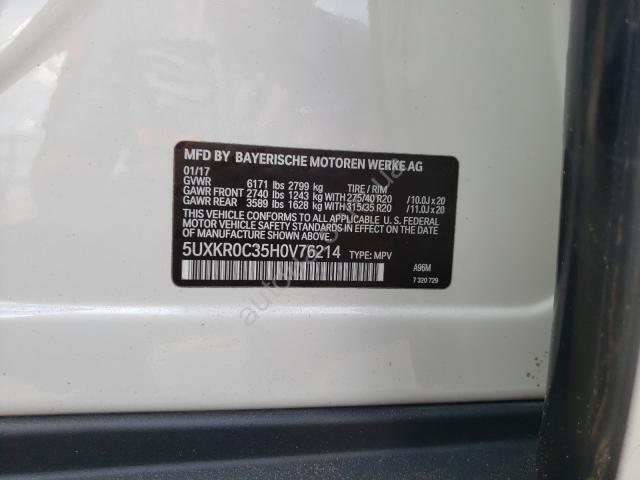 MFD BY BAYERISCHE MOTOREN WERKE AG
01/17
GVWR 6171 lbs 2799 kg TIRE / RIM
GAWR FRONT 2740 lbs 1243 kg WITH 275/40 R20 /10.0J x 20
GAWR REAR 3589 lbs 1628 kg WITH 315/35 R20 /11.0J x 20
THIS VEHICLE CONFORMS TO ALL APPLICABLE U.S. FEDERAL
MOTOR VEHICLE SAFETY STANDARDS IN EFFECT ON THE
DATE OF MANUFACTURE SHOWN ABOVE.
5UXKR0C35H0V76214 TYPE: MPV
A96M
7 320 729